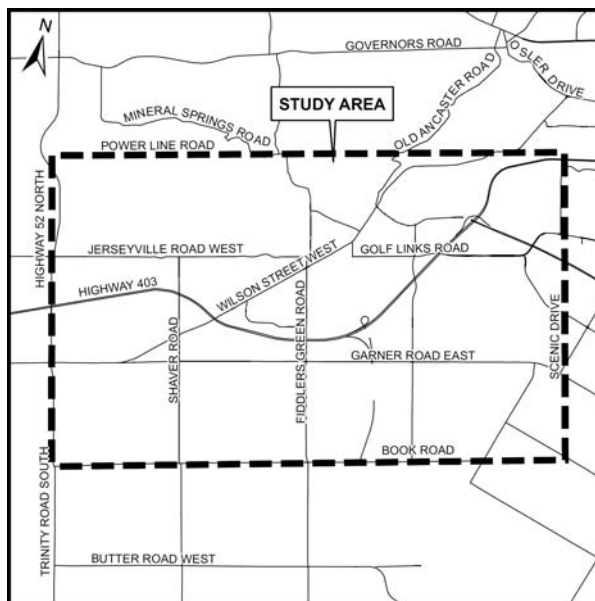 N
GOVERNORS ROAD
OSLER DRIVE
STUDY AREA
OLD ANCASTER ROAD
MINERAL SPRINGS ROAD
POWER LINE ROAD
HIGHWAY 52 NORTH
JERSEYVILLE ROAD WEST
GOLF LINKS ROAD
WILSON STREET WEST
HIGHWAY 403
FIDDLERS GREEN ROAD
SHAVER ROAD
GARNER ROAD EAST
SCENIC DRIVE
BOOK ROAD
TRINITY ROAD SOUTH
BUTTER ROAD WEST